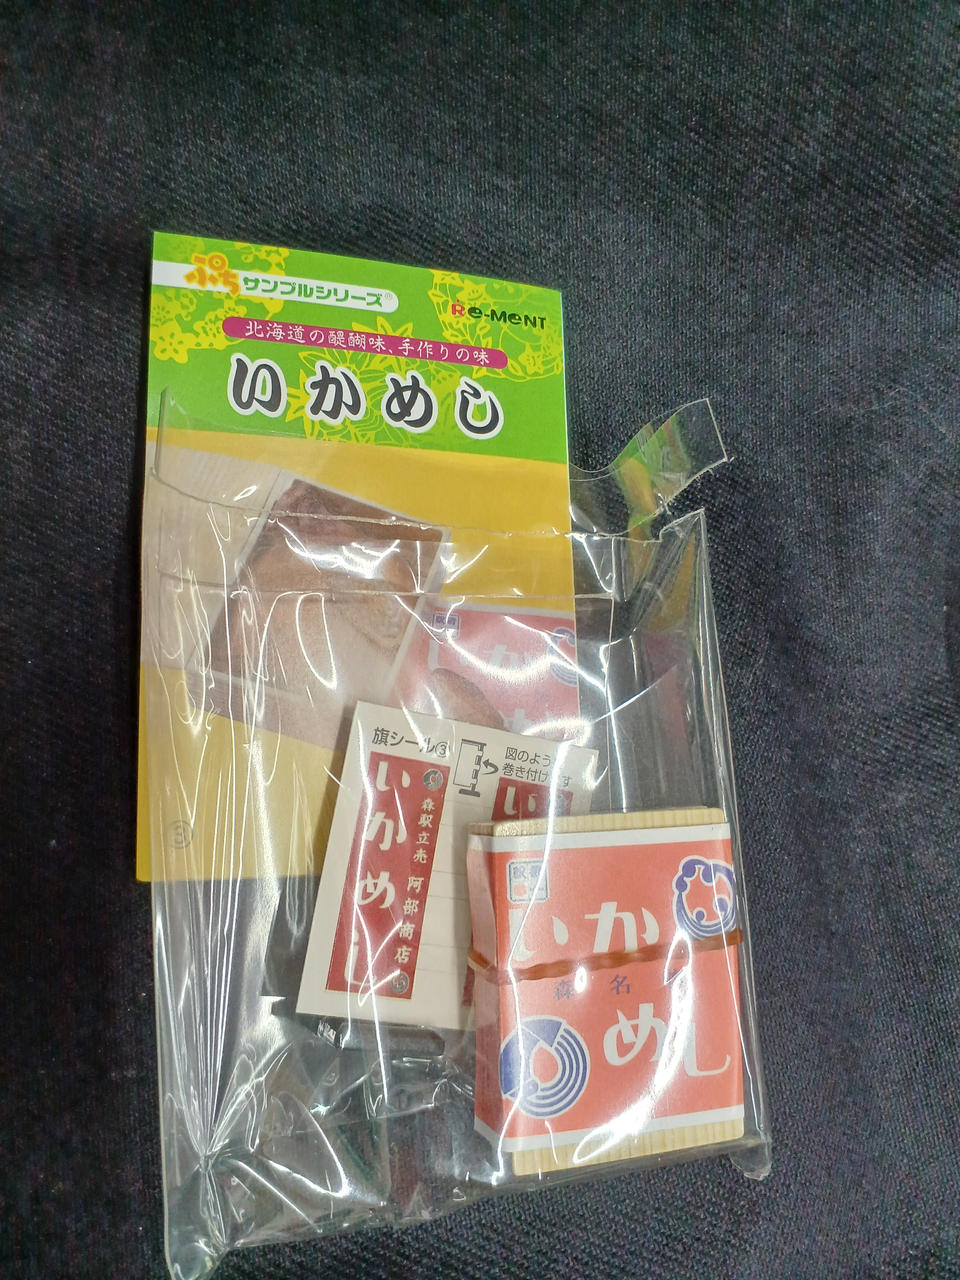 ぷち
サンプルシリーズ®
Re-MeNT
北海道の醍醐味、手作りの味
いかめし
旗シール③
図のよう
巻き付け
す
いかめし
森駅立売 阿部商店
い
いか
森 名
めし
③